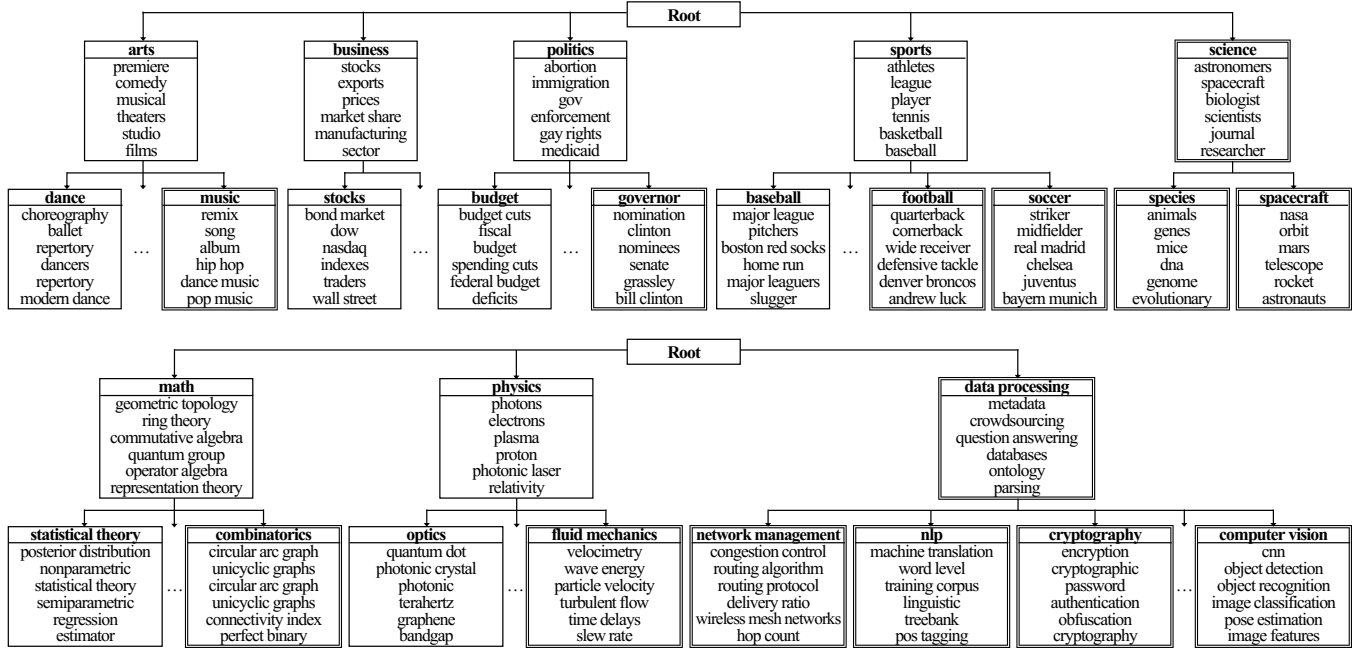 Root
arts
premiere
comedy
musical
theaters
studio
films
business
stocks
exports
prices
market share
manufacturing
sector
politics
abortion
immigration
gov
enforcement
gay rights
medicaid
sports
athletes
league
player
tennis
basketball
baseball
science
astronomers
spacecraft
biologist
scientists
journal
researcher
dance
choreography
ballet
repertory
dancers
repertory
modern dance
...
music
remix
song
album
hip hop
dance music
pop music
stocks
bond market
dow
nasdaq
indexes
traders
wall street
...
budget
budget cuts
fiscal
budget
spending cuts
federal budget
deficits
...
governor
nomination
clinton
nominees
senate
grassley
bill clinton
baseball
major league
pitchers
boston red socks
home run
major leaguers
slugger
...
football
quarterback
cornerback
wide receiver
defensive tackle
denver broncos
andrew luck
soccer
striker
midfielder
real madrid
chelsea
juventus
bayern munich
species
animals
genes
mice
dna
genome
evolutionary
spacecraft
nasa
orbit
mars
telescope
rocket
astronauts
Root
math
geometric topology
ring theory
commutative algebra
quantum group
operator algebra
representation theory
physics
photons
electrons
plasma
proton
photonic laser
relativity
data processing
metadata
crowdsourcing
question answering
databases
ontology
parsing
statistical theory
posterior distribution
nonparametric
statistical theory
semiparametric
regression
estimator
...
combinatorics
circular arc graph
unicyclic graphs
circular arc graph
unicyclic graphs
connectivity index
perfect binary
optics
quantum dot
photonic crystal
photonic
terahertz
graphene
bandgap
...
fluid mechanics
velocimetry
wave energy
particle velocity
turbulent flow
time delays
slew rate
network management
congestion control
routing algorithm
routing protocol
delivery ratio
wireless mesh networks
hop count
nlp
machine translation
word level
training corpus
linguistic
treebank
pos tagging
cryptography
encryption
cryptographic
password
authentication
obfuscation
cryptography
...
computer vision
cnn
object detection
object recognition
image classification
pose estimation
image features